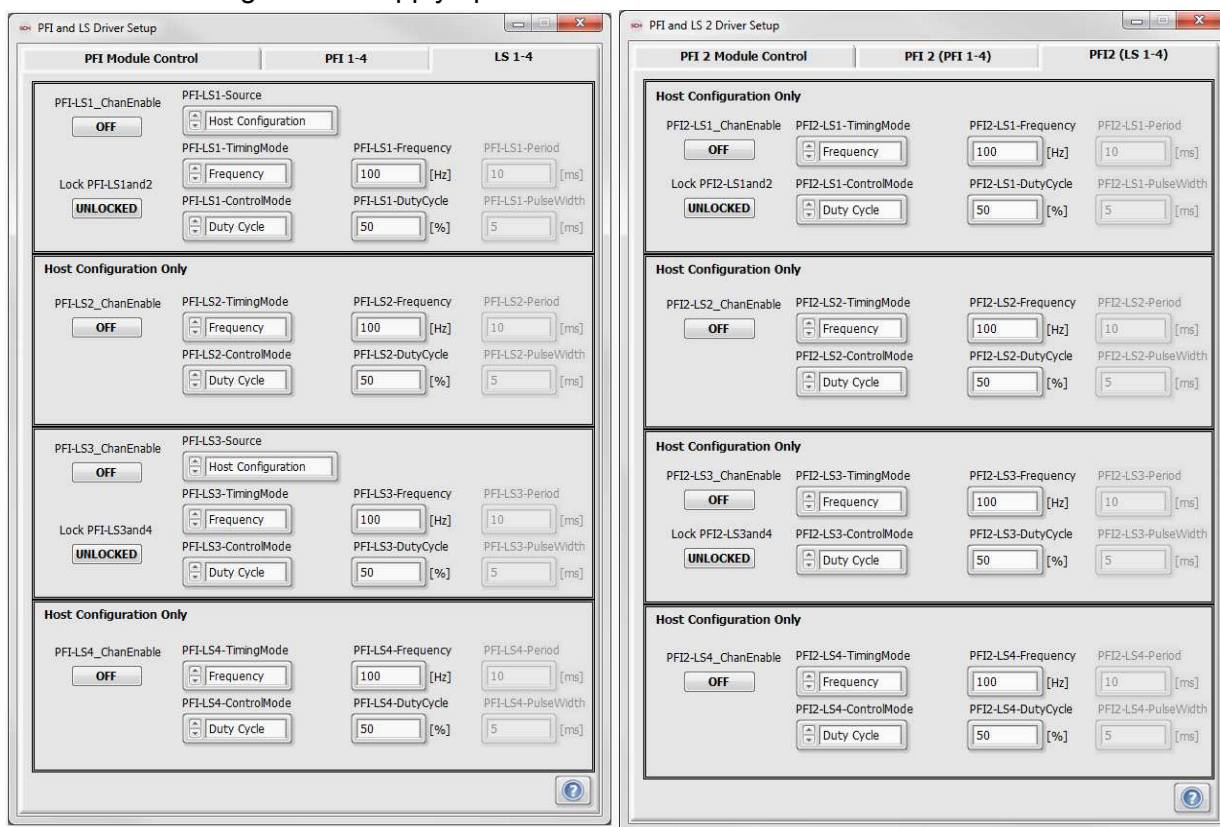 PFI and LS Driver Setup
PFI Module Control PFI 1-4 LS 1-4
PFI-LS1_ChanEnable PFI-LS1-Source
OFF Host Configuration
PFI-LS1-TimingMode PFI-LS1-Frequency PFI-LS1-Period
Lock PFI-LS1and2 Frequency 100 [Hz] 10 [ms]
PFI-LS1-ControlMode PFI-LS1-DutyCycle PFI-LS1-PulseWidth
UNLOCKED Duty Cycle 50 [%] 5 [ms]
Host Configuration Only
PFI-LS2_ChanEnable PFI-LS2-TimingMode PFI-LS2-Frequency PFI-LS2-Period
OFF Frequency 100 [Hz] 10 [ms]
PFI-LS2-ControlMode PFI-LS2-DutyCycle PFI-LS2-PulseWidth
Duty Cycle 50 [%] 5 [ms]
PFI-LS3_ChanEnable PFI-LS3-Source
OFF Host Configuration
PFI-LS3-TimingMode PFI-LS3-Frequency PFI-LS3-Period
Lock PFI-LS3and4 Frequency 100 [Hz] 10 [ms]
PFI-LS3-ControlMode PFI-LS3-DutyCycle PFI-LS3-PulseWidth
UNLOCKED Duty Cycle 50 [%] 5 [ms]
Host Configuration Only
PFI-LS4_ChanEnable PFI-LS4-TimingMode PFI-LS4-Frequency PFI-LS4-Period
OFF Frequency 100 [Hz] 10 [ms]
PFI-LS4-ControlMode PFI-LS4-DutyCycle PFI-LS4-PulseWidth
Duty Cycle 50 [%] 5 [ms]
PFI and LS 2 Driver Setup
PFI 2 Module Control PFI 2 (PFI 1-4) PFI2 (LS 1-4)
Host Configuration Only
PFI2-LS1_ChanEnable PFI2-LS1-TimingMode PFI2-LS1-Frequency PFI2-LS1-Period
OFF Frequency 100 [Hz] 10 [ms]
Lock PFI2-LS1and2 PFI2-LS1-ControlMode PFI2-LS1-DutyCycle PFI2-LS1-PulseWidth
UNLOCKED Duty Cycle 50 [%] 5 [ms]
Host Configuration Only
PFI2-LS2_ChanEnable PFI2-LS2-TimingMode PFI2-LS2-Frequency PFI2-LS2-Period
OFF Frequency 100 [Hz] 10 [ms]
PFI2-LS2-ControlMode PFI2-LS2-DutyCycle PFI2-LS2-PulseWidth
Duty Cycle 50 [%] 5 [ms]
Host Configuration Only
PFI2-LS3_ChanEnable PFI2-LS3-TimingMode PFI2-LS3-Frequency PFI2-LS3-Period
OFF Frequency 100 [Hz] 10 [ms]
Lock PFI2-LS3and4 PFI2-LS3-ControlMode PFI2-LS3-DutyCycle PFI2-LS3-PulseWidth
UNLOCKED Duty Cycle 50 [%] 5 [ms]
Host Configuration Only
PFI2-LS4_ChanEnable PFI2-LS4-TimingMode PFI2-LS4-Frequency PFI2-LS4-Period
OFF Frequency 100 [Hz] 10 [ms]
PFI2-LS4-ControlMode PFI2-LS4-DutyCycle PFI2-LS4-PulseWidth
Duty Cycle 50 [%] 5 [ms]